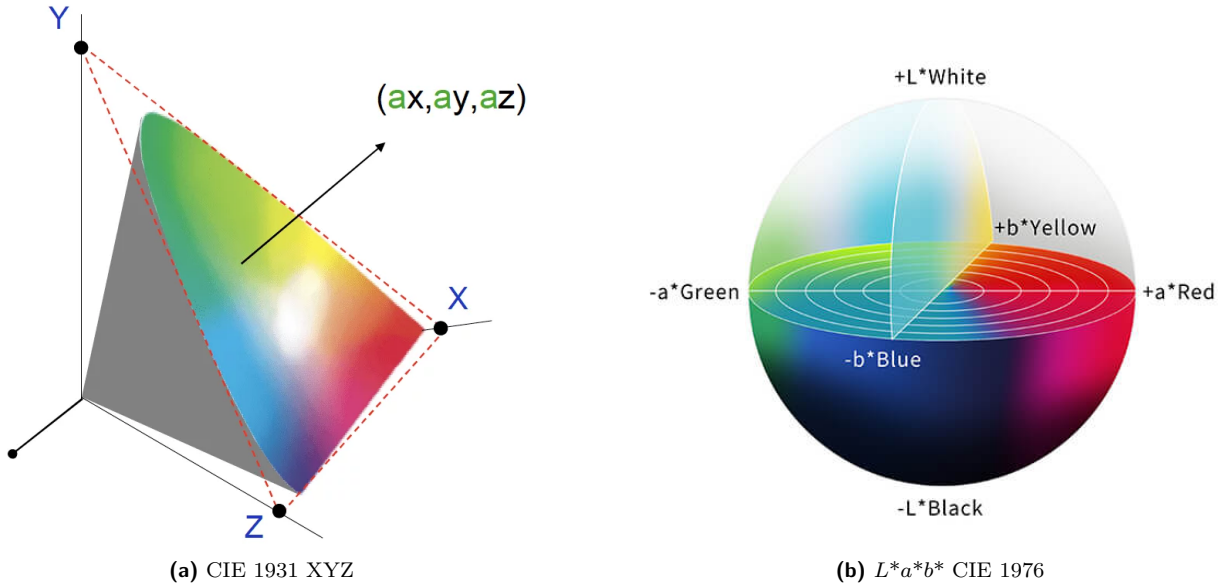 Y
(ax,ay,az)
X
Z
(a) CIE 1931 XYZ
+L*White
+b*Yellow
-a*Green
+a*Red
-b*Blue
-L*Black
(b) L*a*b* CIE 1976